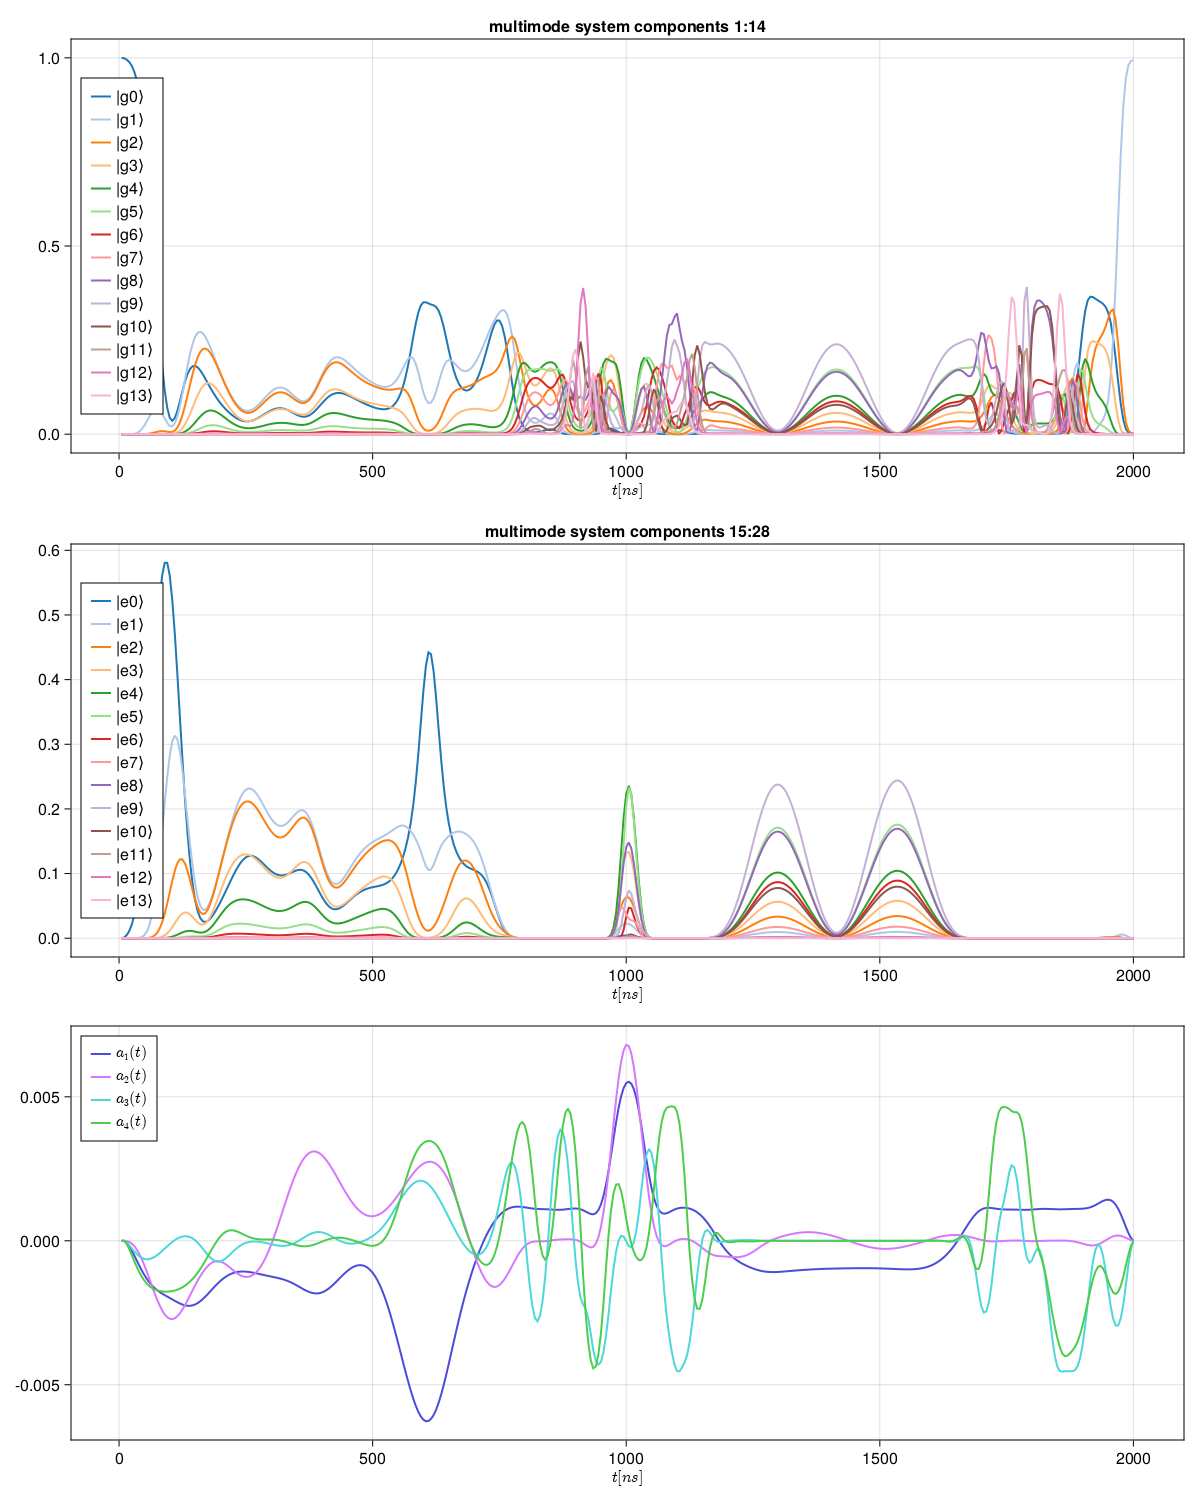 multimode system components 1:14
1.0
0.5
0.0
|g0⟩
|g1⟩
|g2⟩
|g3⟩
|g4⟩
|g5⟩
|g6⟩
|g7⟩
|g8⟩
|g9⟩
|g10⟩
|g11⟩
|g12⟩
|g13⟩
0 500 1000 1500 2000
t[ns]
multimode system components 15:28
0.6
0.5
0.4
0.3
0.2
0.1
0.0
|e0⟩
|e1⟩
|e2⟩
|e3⟩
|e4⟩
|e5⟩
|e6⟩
|e7⟩
|e8⟩
|e9⟩
|e10⟩
|e11⟩
|e12⟩
|e13⟩
0 500 1000 1500 2000
t[ns]
0.005
0.000
-0.005
a₁(t)
a₂(t)
a₃(t)
a₄(t)
0 500 1000 1500 2000
t[ns]